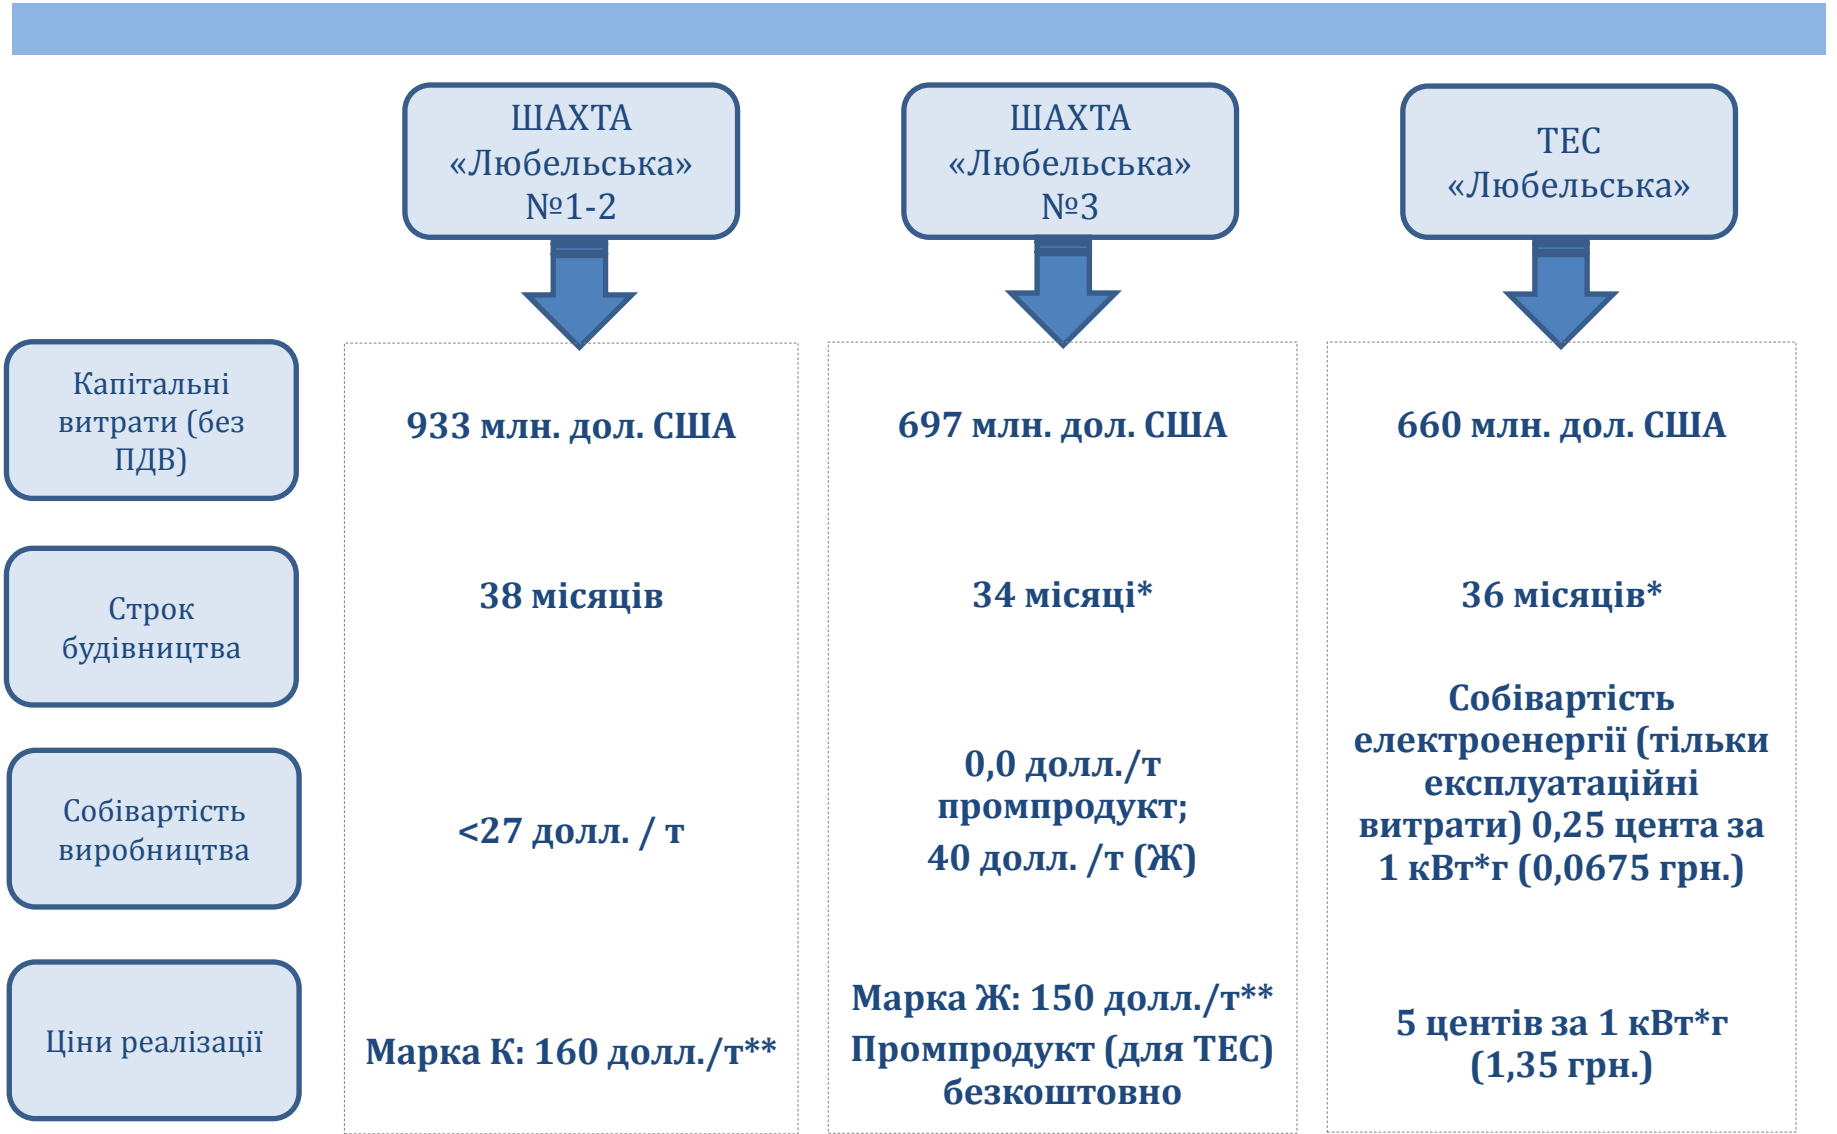 ШАХТА
«Любельська»
№1-2
ШАХТА
«Любельська»
№3
ТЕС
«Любельська»
Капітальні
витрати (без
ПДВ)
933 млн. дол. США
697 млн. дол. США
660 млн. дол. США
Строк
будівництва
38 місяців
34 місяці*
36 місяців*
Собівартість
виробництва
<27 долл. / т
0,0 долл./т
промпродукт;
40 долл. /т (Ж)
Собівартість
електроенергії (тільки
експлуатаційні
витрати) 0,25 цента за
1 кВт*г (0,0675 грн.)
Ціни реалізації
Марка К: 160 долл./т**
Марка Ж: 150 долл./т**
Промпродукт (для ТЕС)
безкоштовно
5 центів за 1 кВт*г
(1,35 грн.)